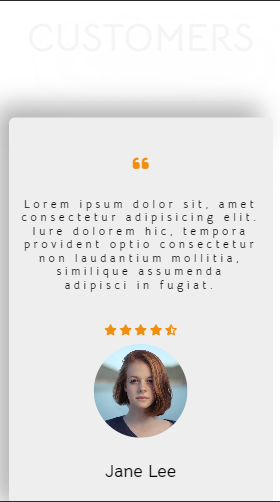 CUSTOMERS
“
Lorem ipsum dolor sit, amet
consectetur adipisicing elit.
Iure dolorem hic, tempora
provident optio consectetur
non laudantium mollitia,
similique assumenda
adipisci in fugiat.
Jane Lee